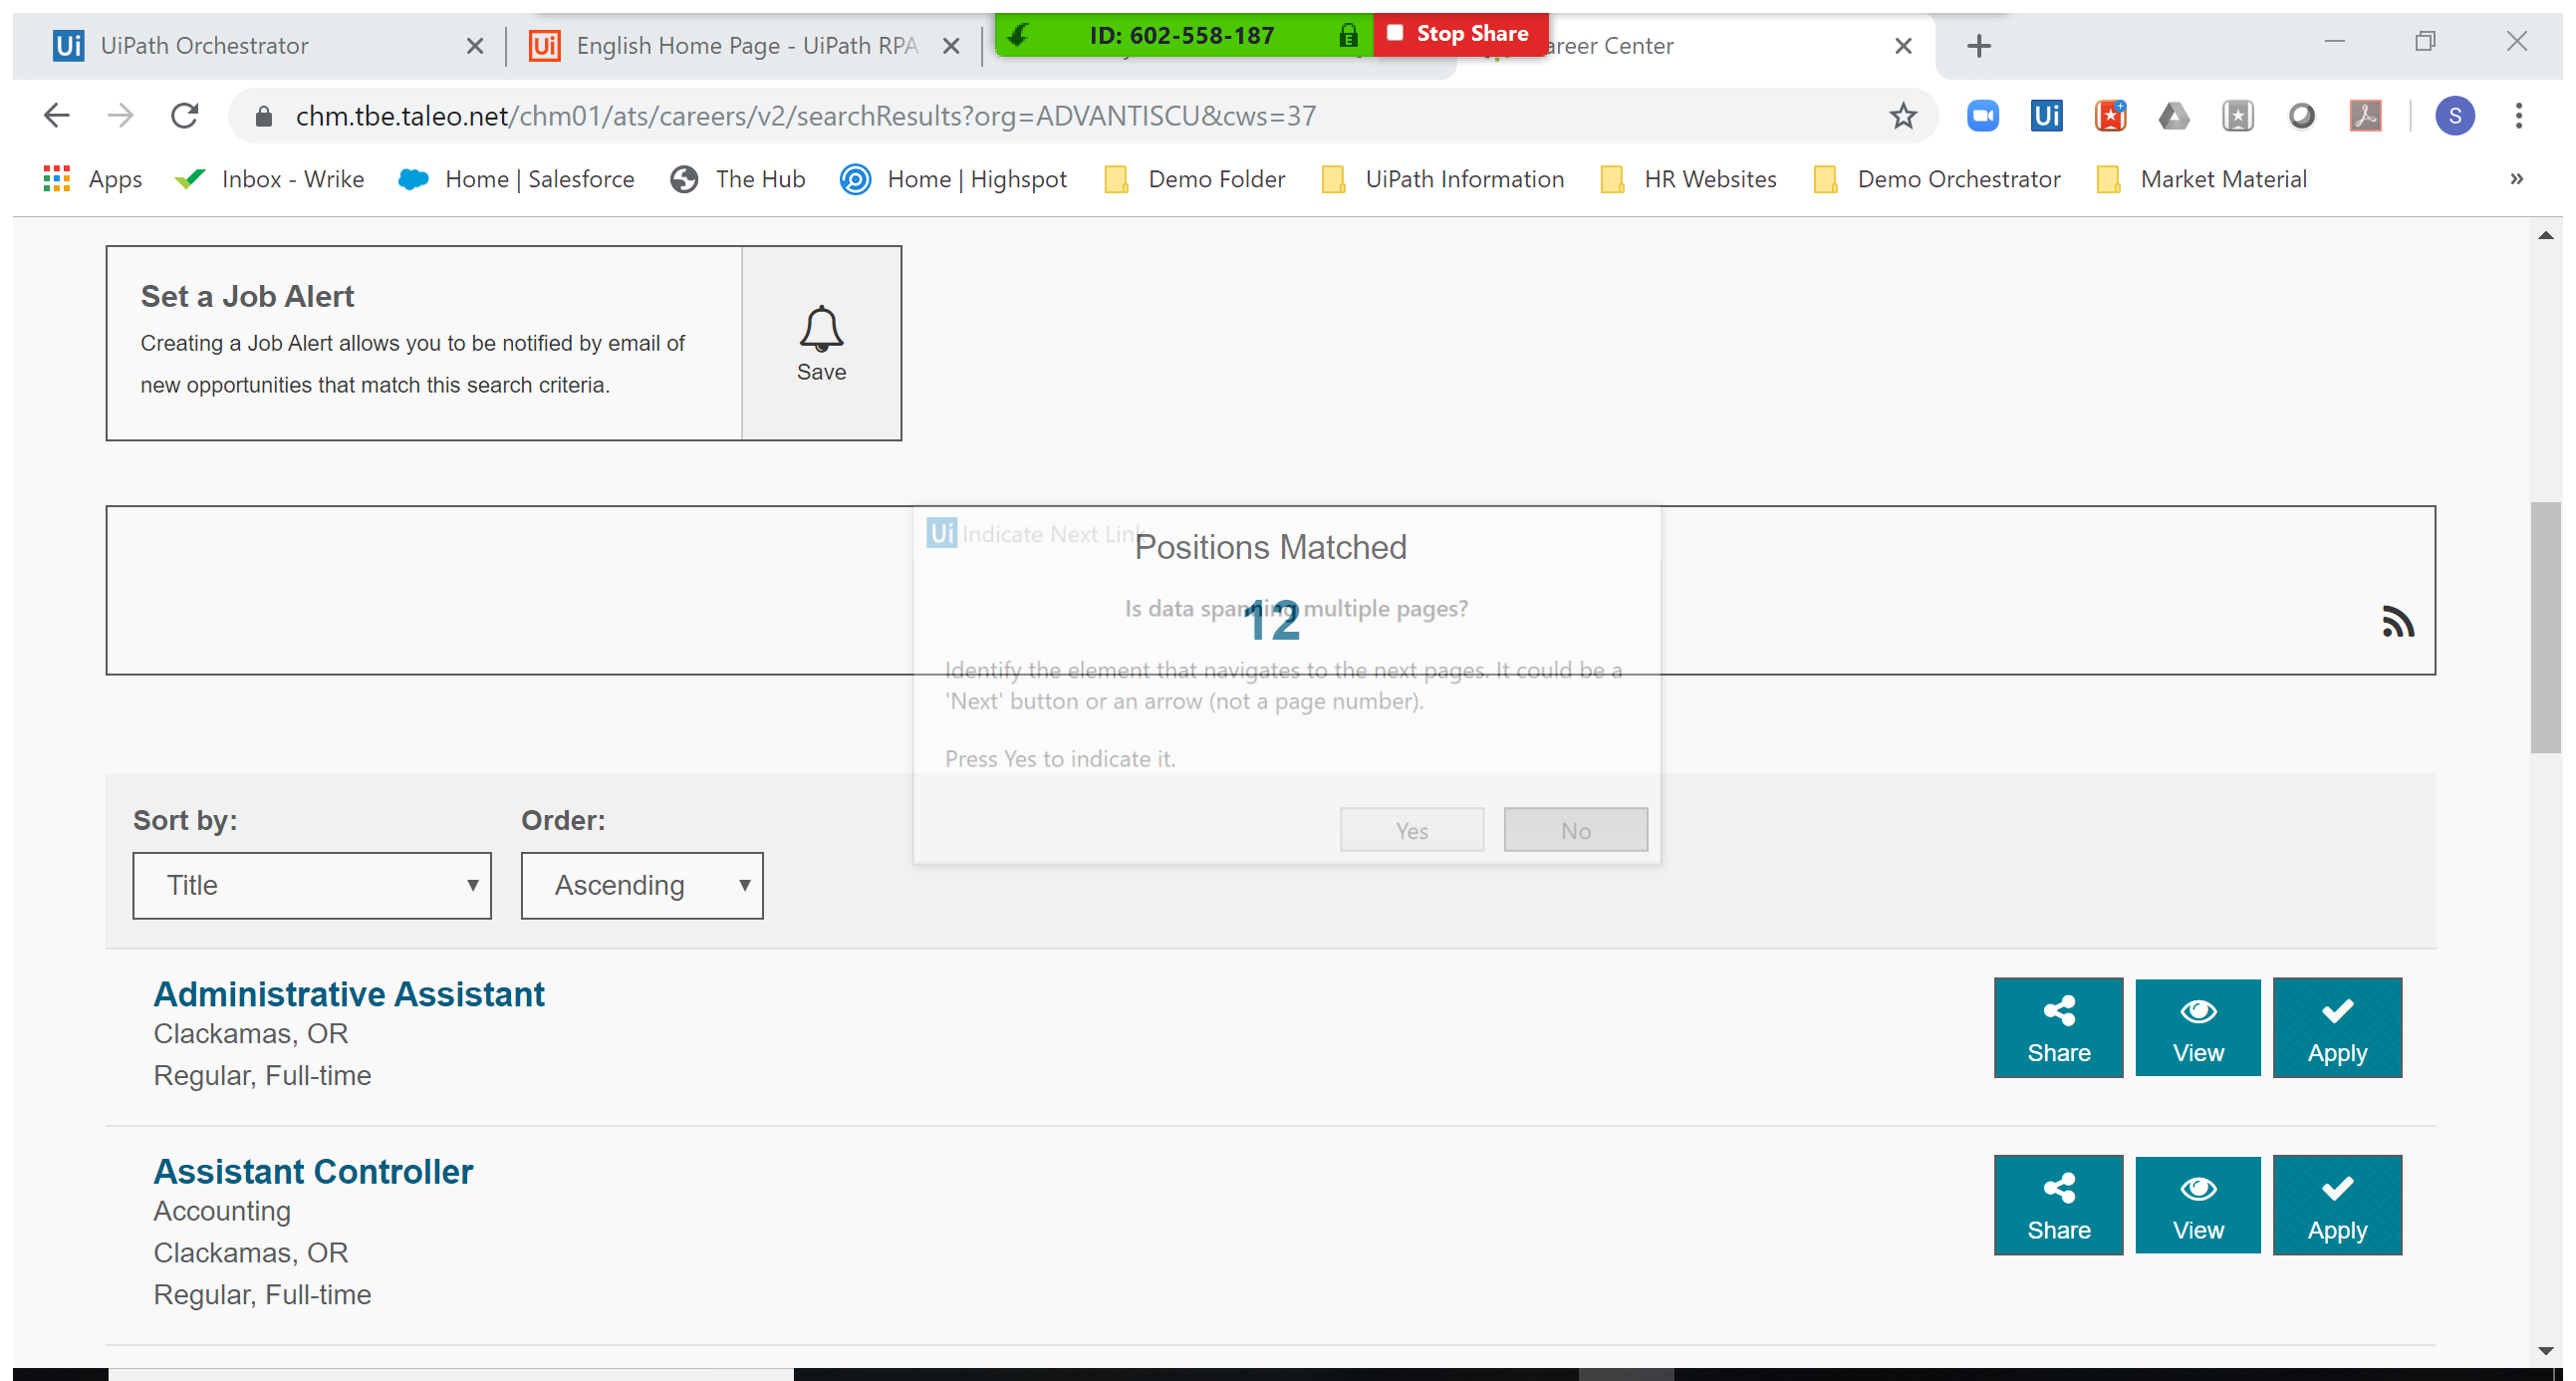 UiPath Orchestrator
English Home Page - UiPath RPA
ID: 602-558-187
Stop Share
areer Center
chm.tbe.taleo.net/chm01/ats/careers/v2/searchResults?org=ADVANTISCU&cws=37
S
Apps
Inbox - Wrike
Home | Salesforce
The Hub
Home | Highspot
Demo Folder
UiPath Information
HR Websites
Demo Orchestrator
Market Material
»
Set a Job Alert
Creating a Job Alert allows you to be notified by email of
new opportunities that match this search criteria.
Save
Ui Indicate Next Link
Positions Matched
12
Is data spanning multiple pages?
Identify the element that navigates to the next pages. It could be a
'Next' button or an arrow (not a page number).
Press Yes to indicate it.
Yes
No
Sort by:
Order:
Title
Ascending
Administrative Assistant
Clackamas, OR
Regular, Full-time
Share
View
Apply
Assistant Controller
Accounting
Clackamas, OR
Regular, Full-time
Share
View
Apply